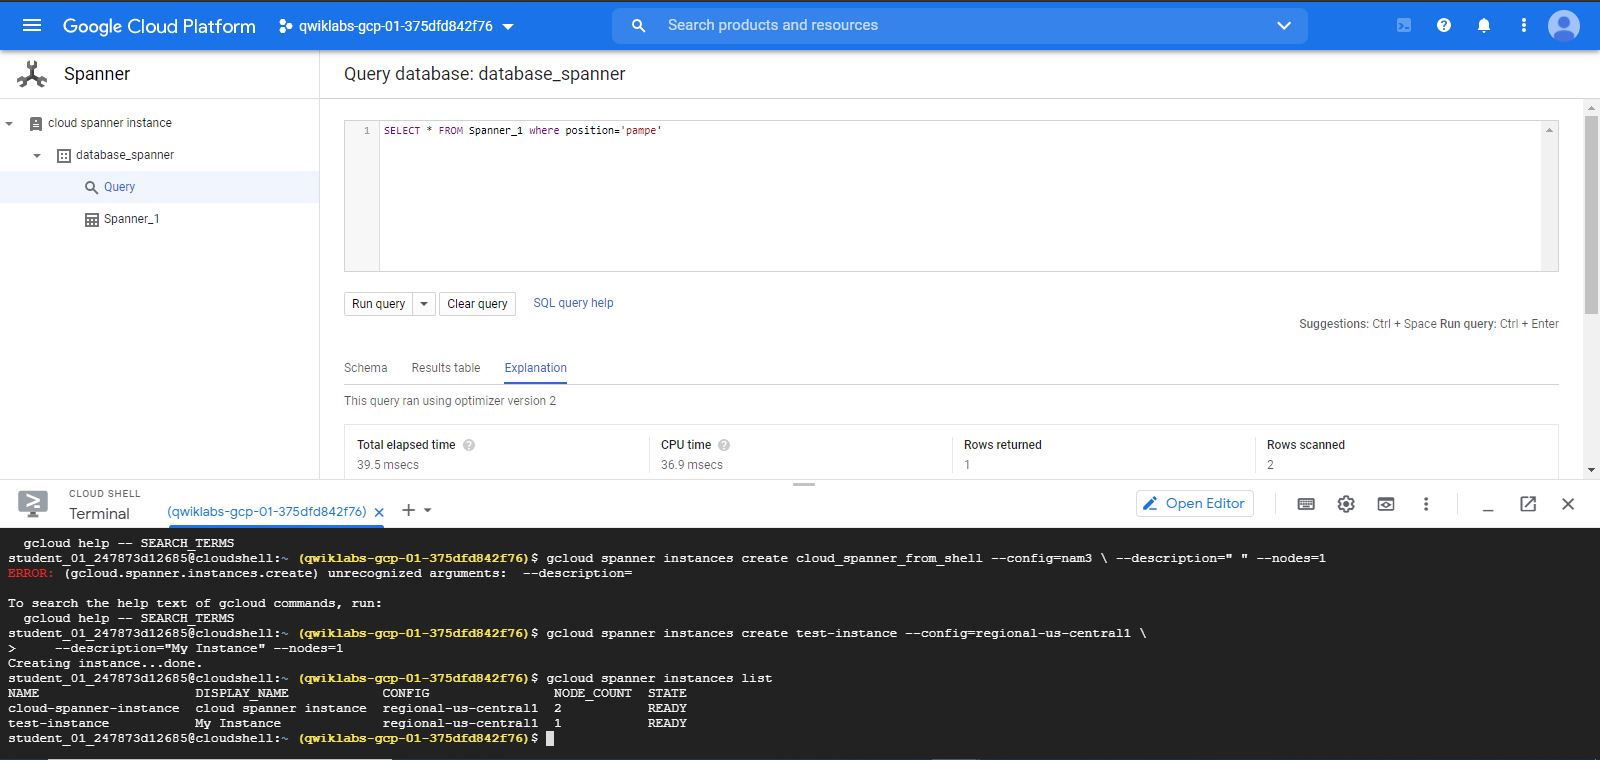 Google Cloud Platform qwiklabs-gcp-01-375dfd842f76 Search products and resources
Spanner
Query database: database_spanner
cloud spanner instance
database_spanner
Query
Spanner_1
1 SELECT * FROM Spanner_1 where position='pampe'
Run query Clear query SQL query help
Suggestions: Ctrl + Space Run query: Ctrl + Enter
Schema Results table Explanation
This query ran using optimizer version 2
Total elapsed time CPU time Rows returned Rows scanned
39.5 msecs 36.9 msecs 1 2
CLOUD SHELL
Terminal (qwiklabs-gcp-01-375dfd842f76) Open Editor
gcloud help -- SEARCH_TERMS
student_01_247873d12685@cloudshell:~ (qwiklabs-gcp-01-375dfd842f76)$ gcloud spanner instances create cloud_spanner_from_shell --config=nam3 \ --description=" " --nodes=1
ERROR: (gcloud.spanner.instances.create) unrecognized arguments:  --description=
To search the help text of gcloud commands, run:
gcloud help -- SEARCH_TERMS
student_01_247873d12685@cloudshell:~ (qwiklabs-gcp-01-375dfd842f76)$ gcloud spanner instances create test-instance --config=regional-us-central1 \
>     --description="My Instance" --nodes=1
Creating instance...done.
student_01_247873d12685@cloudshell:~ (qwiklabs-gcp-01-375dfd842f76)$ gcloud spanner instances list
NAME DISPLAY_NAME CONFIG NODE_COUNT STATE
cloud-spanner-instance cloud spanner instance regional-us-central1 2 READY
test-instance My Instance regional-us-central1 1 READY
student_01_247873d12685@cloudshell:~ (qwiklabs-gcp-01-375dfd842f76)$